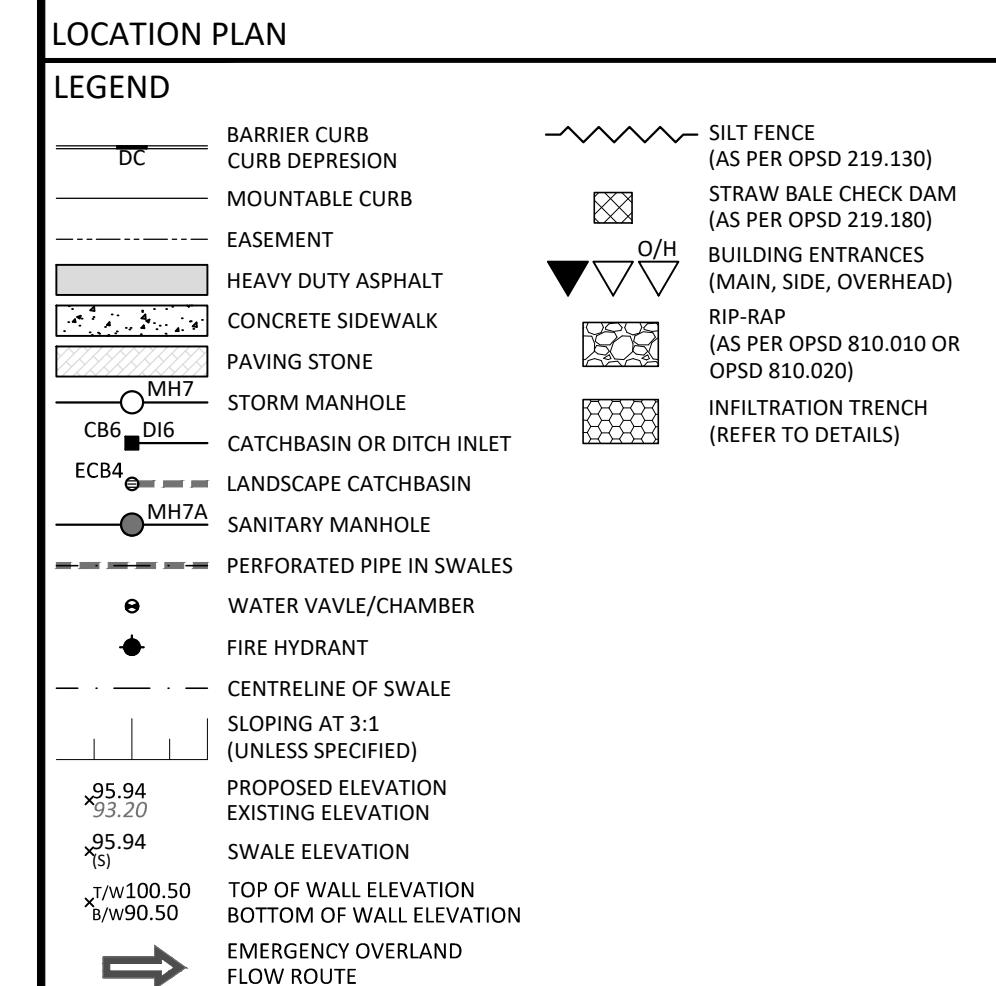 LOCATION PLAN
LEGEND
DC
BARRIER CURB
CURB DEPRESION
MOUNTABLE CURB
EASEMENT
HEAVY DUTY ASPHALT
CONCRETE SIDEWALK
PAVING STONE
MH7
STORM MANHOLE
CB6 DI6
CATCHBASIN OR DITCH INLET
ECB4
LANDSCAPE CATCHBASIN
MH7A
SANITARY MANHOLE
PERFORATED PIPE IN SWALES
WATER VAVLE/CHAMBER
FIRE HYDRANT
CENTRELINE OF SWALE
SLOPING AT 3:1
(UNLESS SPECIFIED)
95.94
93.20
PROPOSED ELEVATION
EXISTING ELEVATION
95.94
(S)
SWALE ELEVATION
T/W100.50
B/W90.50
TOP OF WALL ELEVATION
BOTTOM OF WALL ELEVATION
EMERGENCY OVERLAND
FLOW ROUTE
SILT FENCE
(AS PER OPSD 219.130)
STRAW BALE CHECK DAM
(AS PER OPSD 219.180)
O/H
BUILDING ENTRANCES
(MAIN, SIDE, OVERHEAD)
RIP-RAP
(AS PER OPSD 810.010 OR
OPSD 810.020)
INFILTRATION TRENCH
(REFER TO DETAILS)